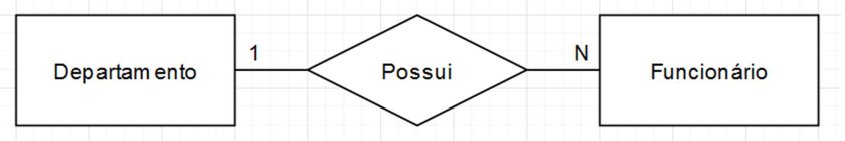 Departamento
1
Possui
N
Funcionário